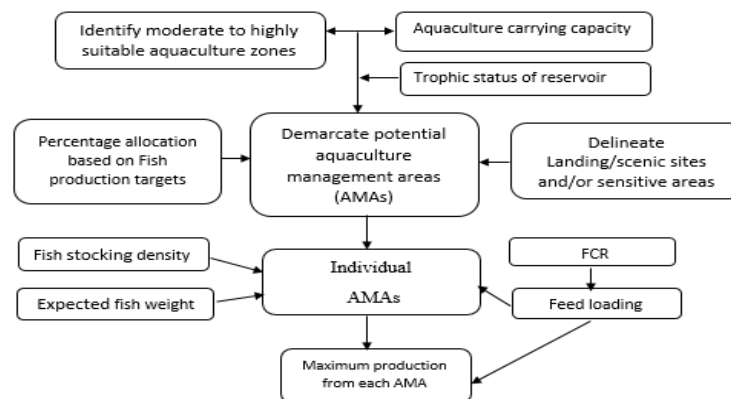 Identify moderate to highly
suitable aquaculture zones
Aquaculture carrying capacity
Trophic status of reservoir
Percentage allocation
based on Fish
production targets
Demarcate potential
aquaculture
management areas
(AMAs)
Delineate
Landing/scenic sites
and/or sensitive areas
Fish stocking density
Expected fish weight
Individual
AMAs
FCR
Feed loading
Maximum production
from each AMA